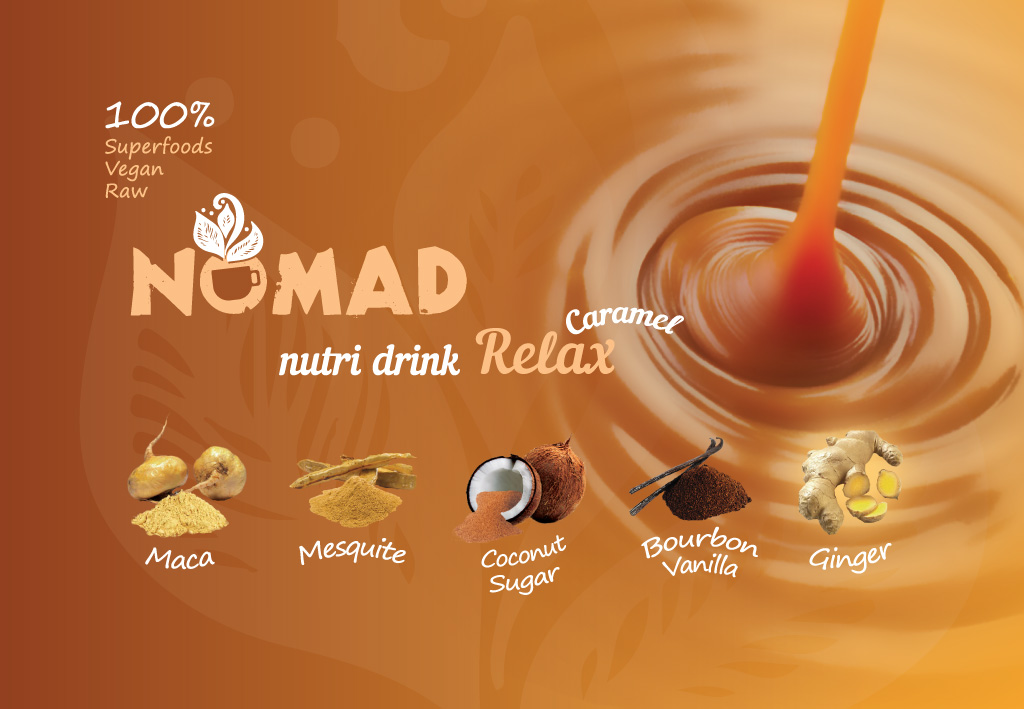 100%
Superfoods
Vegan
Raw
NOMAD
Caramel
nutri drink Relax
Maca
Mesquite
Coconut
Sugar
Bourbon
Vanilla
Ginger